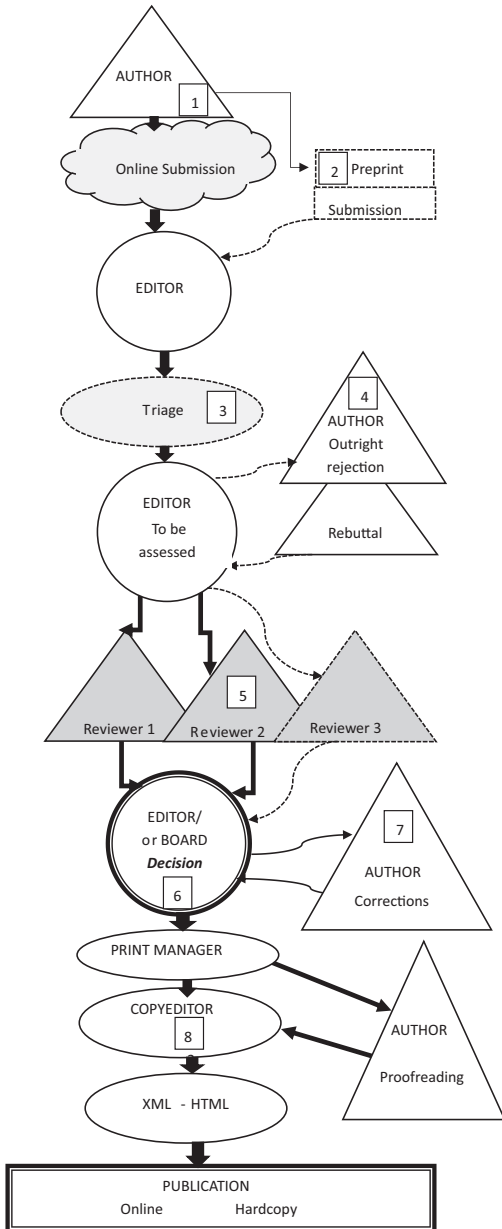 AUTHOR
1
Online Submission
2 Preprint
Submission
EDITOR
Triage 3
4
AUTHOR
Outright
rejection
EDITOR
To be
assessed
Rebuttal
5
Reviewer 1
Reviewer 2
Reviewer 3
EDITOR/
or BOARD
Decision
6
7
AUTHOR
Corrections
PRINT MANAGER
COPYEDITOR
8
AUTHOR
Proofreading
XML - HTML
PUBLICATION
Online Hardcopy